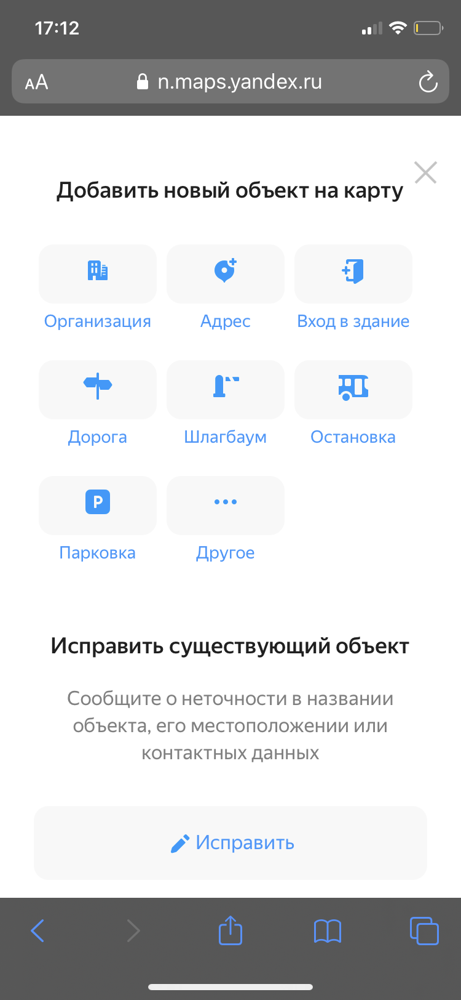 17:12
AA
n.maps.yandex.ru
Добавить новый объект на карту
Организация
Адрес
Вход в здание
Дорога
Шлагбаум
Остановка
P
Парковка
Другое
Исправить существующий объект
Сообщите о неточности в названии
объекта, его местоположении или
контактных данных
Исправить